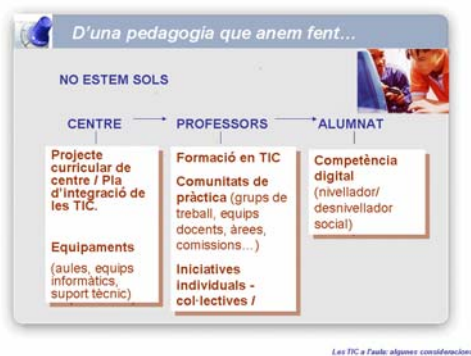 D'una pedagogia que anem fent…
NO ESTEM SOLS
CENTRE
PROFESSORS
ALUMNAT
Projecte
curricular de
centre / Pla
d'integració de
les TIC.
Equipaments
(aules, equips
informàtics,
suport tècnic)
Formació en TIC
Comunitats de
pràctica (grups de
treball, equips
docents, àrees,
comissions…)
Iniciatives
individuals -
col·lectives /
Competència
digital
(nivellador/
desnivellador
social)
Les TIC a l'aula: algunes consideracions